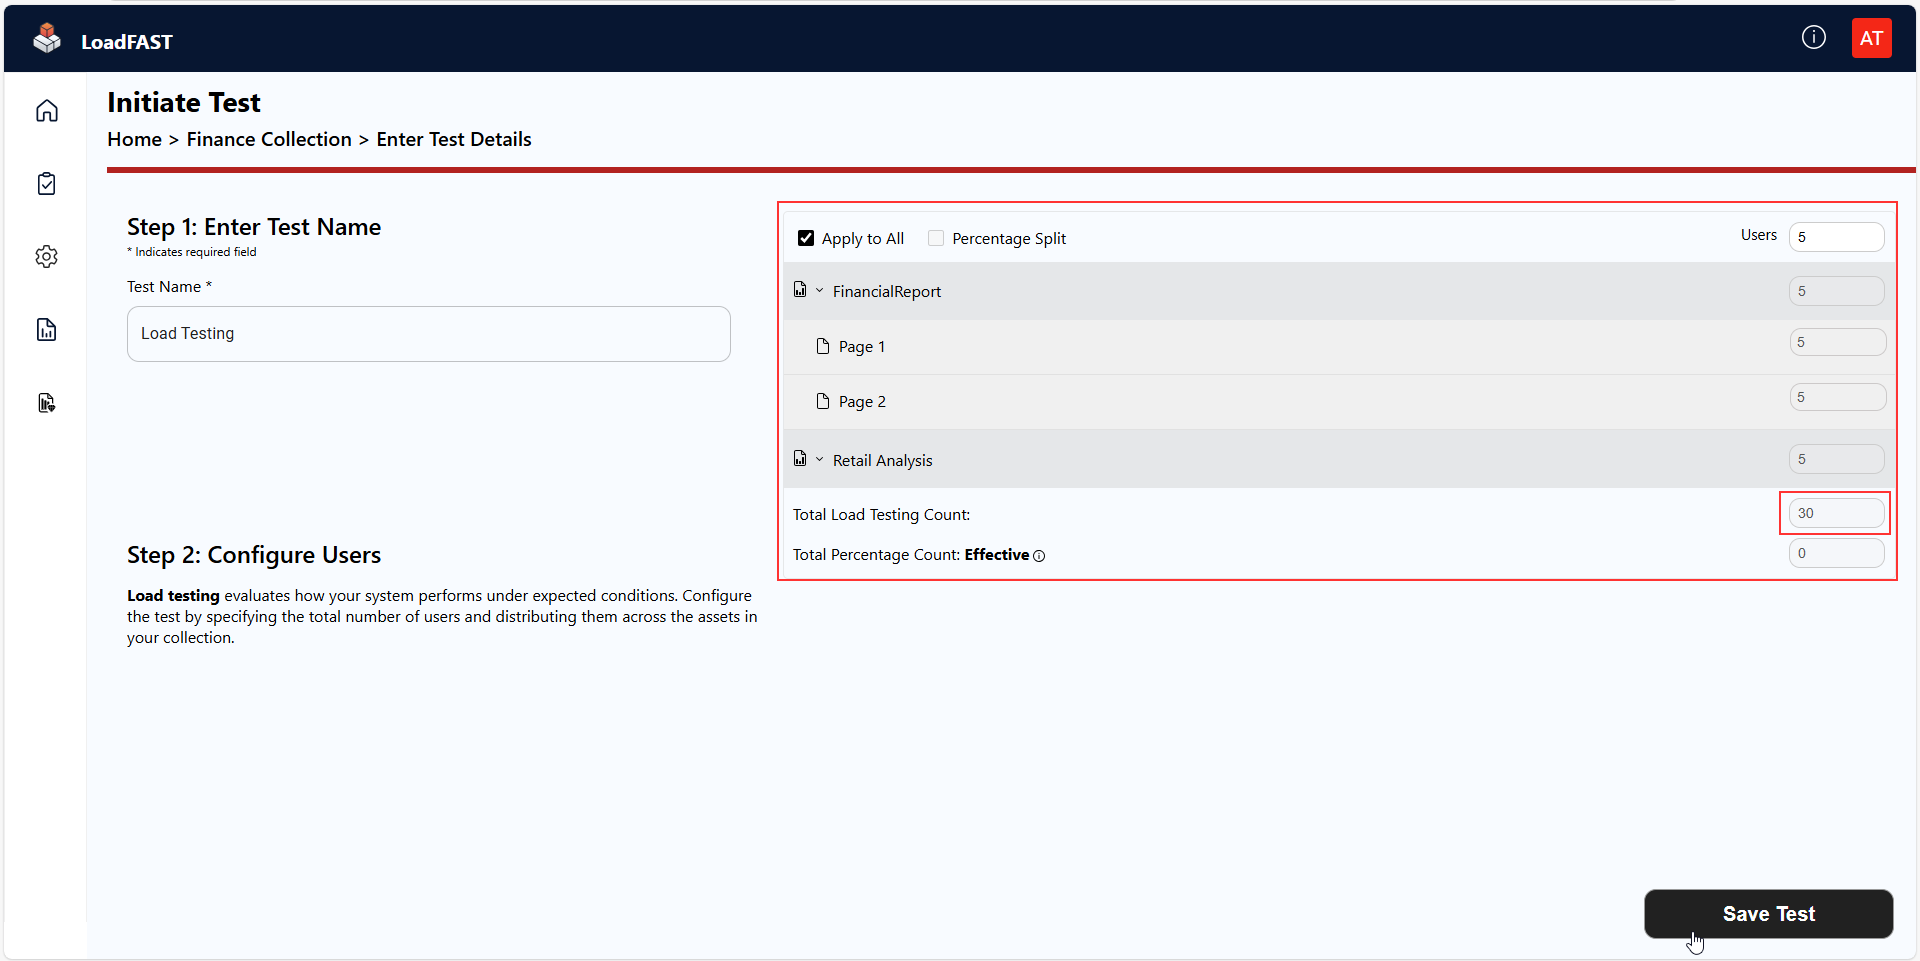 LoadFAST
AT
Initiate Test
Home > Finance Collection > Enter Test Details
Step 1: Enter Test Name
* Indicates required field
Test Name *
Load Testing
Step 2: Configure Users
Load testing evaluates how your system performs under expected conditions. Configure
the test by specifying the total number of users and distributing them across the assets in
your collection.
Apply to All Percentage Split Users 5
FinancialReport 5
Page 1 5
Page 2 5
Retail Analysis 5
Total Load Testing Count: 30
Total Percentage Count: Effective 0
Save Test